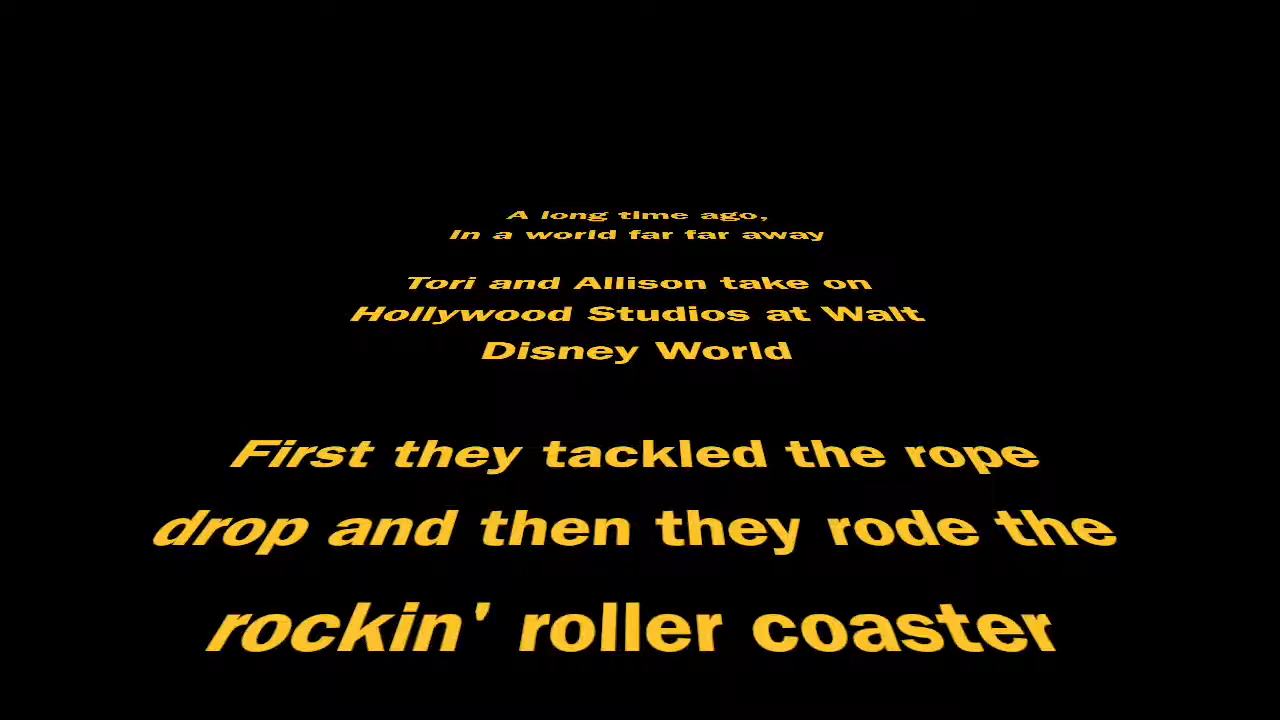 A long time ago,
In a world far far away
Tori and Allison take on
Hollywood Studios at Walt
Disney World
First they tackled the rope
drop and then they rode the
rockin' roller coaster